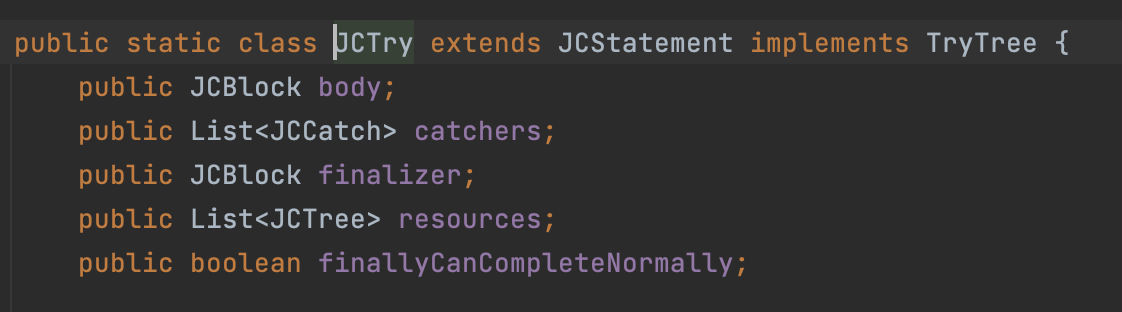 public static class JCTry extends JCStatement implements TryTree {
public JCBlock body;
public List<JCCatch> catchers;
public JCBlock finalizer;
public List<JCTree> resources;
public boolean finallyCanCompleteNormally;